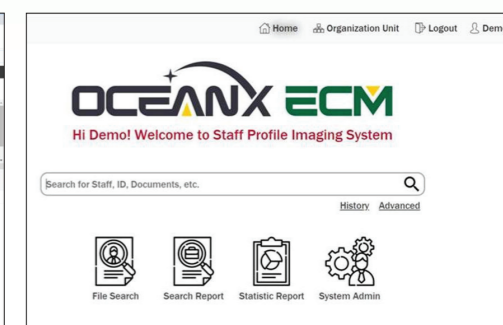 Home Organization Unit Logout Demo
OCEANX ECM
Hi Demo! Welcome to Staff Profile Imaging System
Search for Staff, ID, Documents, etc.
History Advanced
File Search Search Report Statistic Report System Admin